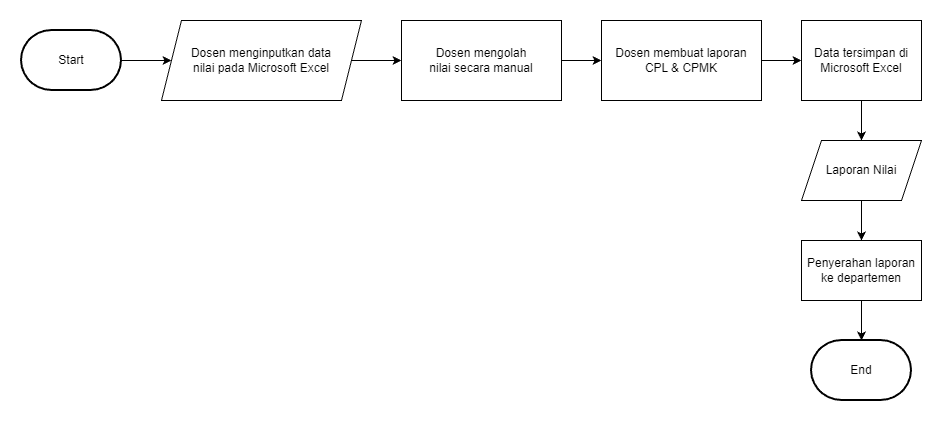 Start
Dosen menginputkan data
nilai pada Microsoft Excel
Dosen mengolah
nilai secara manual
Dosen membuat laporan
CPL & CPMK
Data tersimpan di
Microsoft Excel
Laporan Nilai
Penyerahan laporan
ke departemen
End